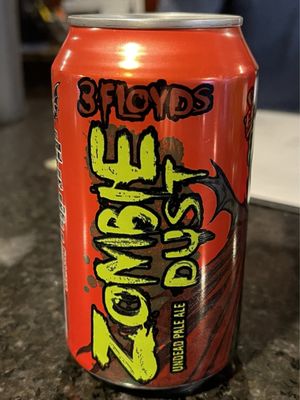 3 FLOYDS
ZOMBIE
DUST
UNDEAD PALE ALE